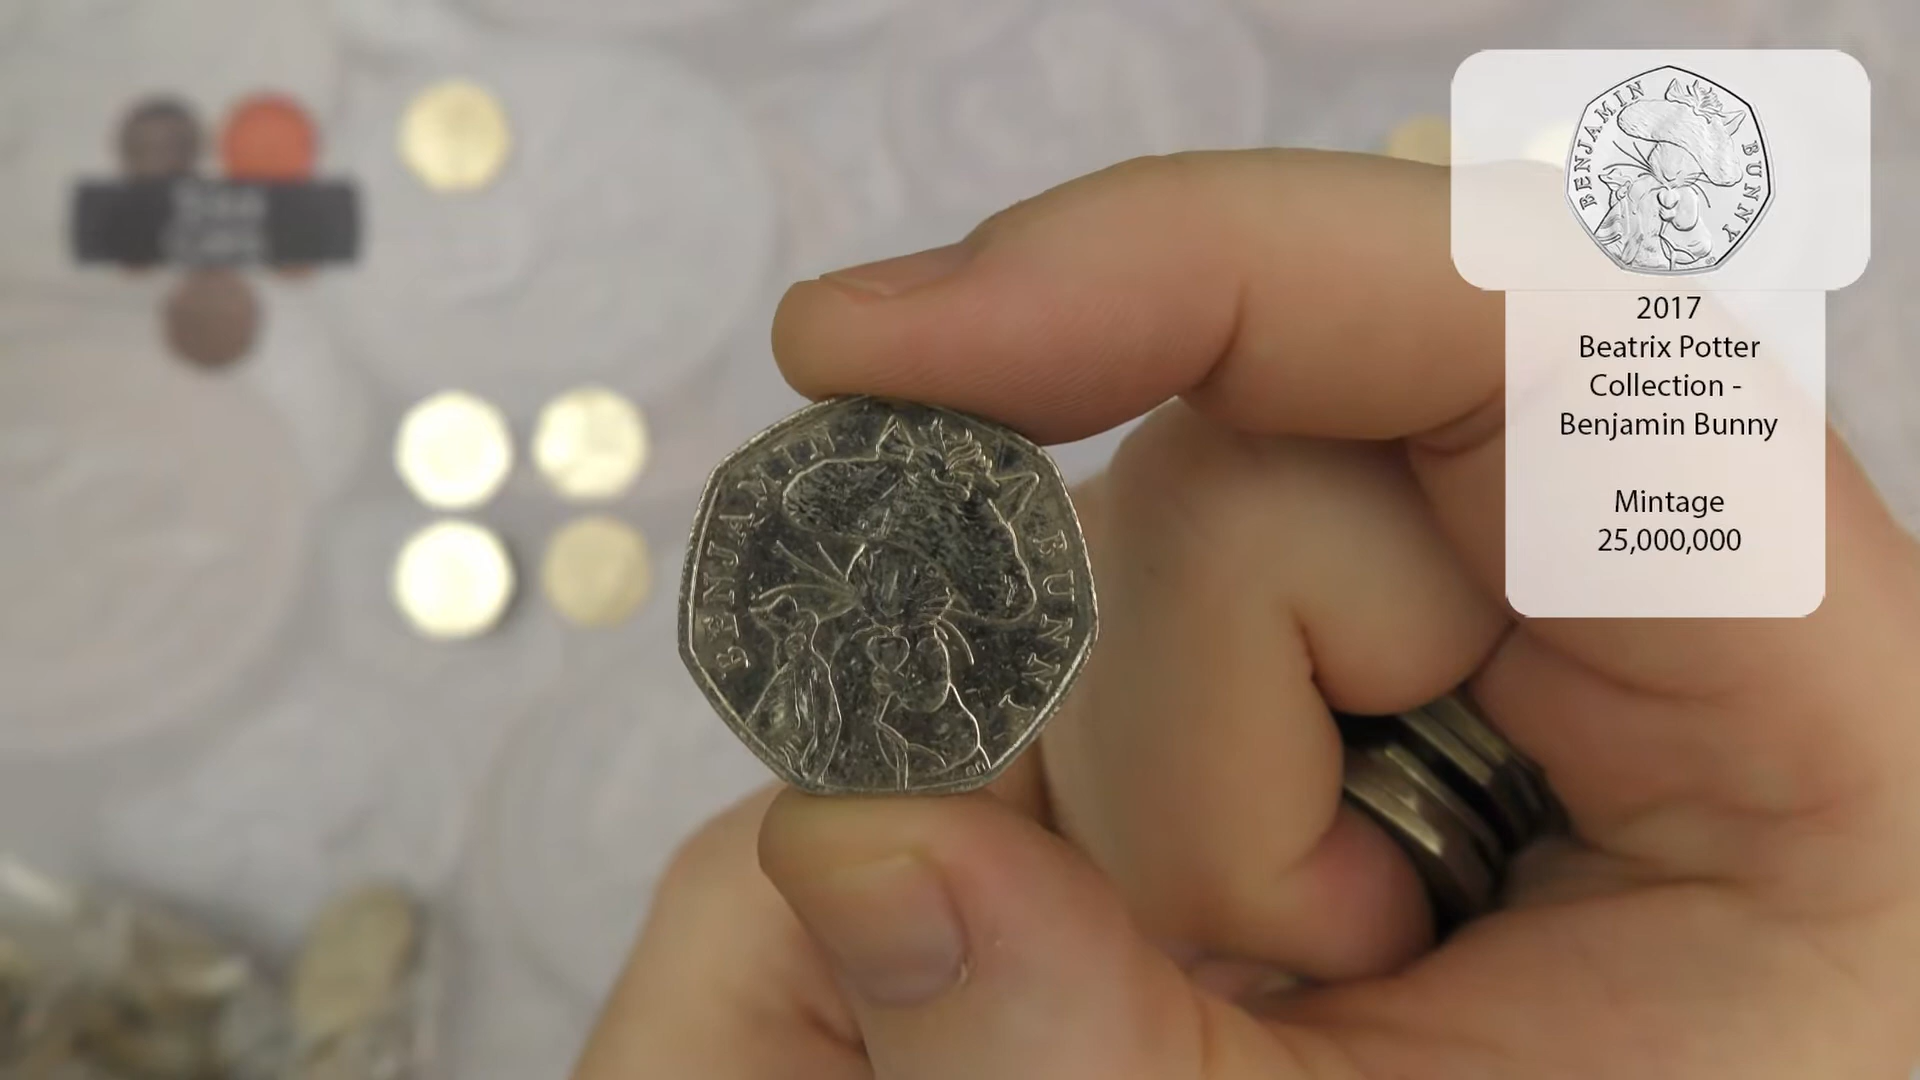 BENJAMIN BUNNY
2017
Beatrix Potter
Collection -
Benjamin Bunny
Mintage
25,000,000
BENJAMIN BUNNY